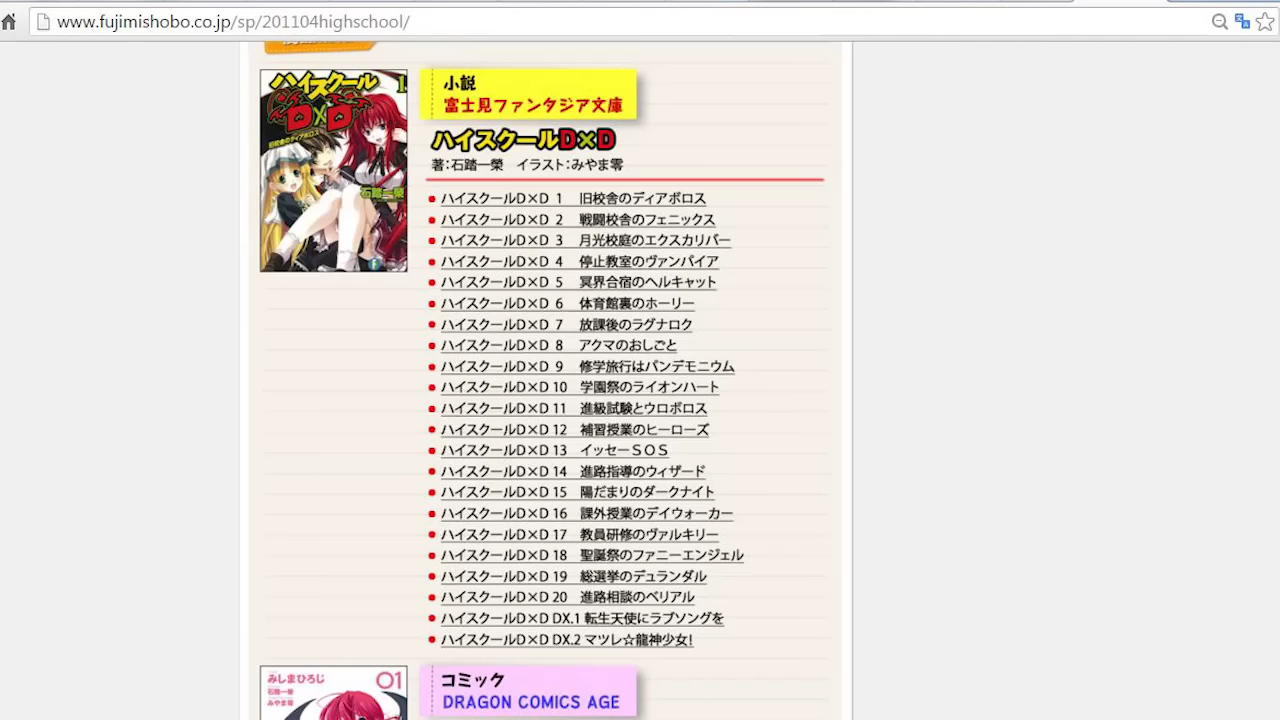 www.fujimishobo.co.jp/sp/201104highschool/
ハイスクール
D×D
1
旧校舎のディアボロス
石踏一榮
小説
富士見ファンタジア文庫
ハイスクールD×D
著:石踏一榮 イラスト:みやま零
ハイスクールD×D 1 旧校舎のディアボロス
ハイスクールD×D 2 戦闘校舎のフェニックス
ハイスクールD×D 3 月光校庭のエクスカリバー
ハイスクールD×D 4 停止教室のヴァンパイア
ハイスクールD×D 5 冥界合宿のヘルキャット
ハイスクールD×D 6 体育館裏のホーリー
ハイスクールD×D 7 放課後のラグナロク
ハイスクールD×D 8 アクマのおしごと
ハイスクールD×D 9 修学旅行はパンデモニウム
ハイスクールD×D 10 学園祭のライオンハート
ハイスクールD×D 11 進級試験とウロボロス
ハイスクールD×D 12 補習授業のヒーローズ
ハイスクールD×D 13 イッセーSOS
ハイスクールD×D 14 進路指導のウィザード
ハイスクールD×D 15 陽だまりのダークナイト
ハイスクールD×D 16 課外授業のデイウォーカー
ハイスクールD×D 17 教員研修のヴァルキリー
ハイスクールD×D 18 聖誕祭のファニーエンジェル
ハイスクールD×D 19 総選挙のデュランダル
ハイスクールD×D 20 進路相談のベリアル
ハイスクールD×D DX.1 転生天使にラブソングを
ハイスクールD×D DX.2 マツレ☆龍神少女!
みしまひろじ
石踏一榮
みやま零
01
コミック
DRAGON COMICS AGE